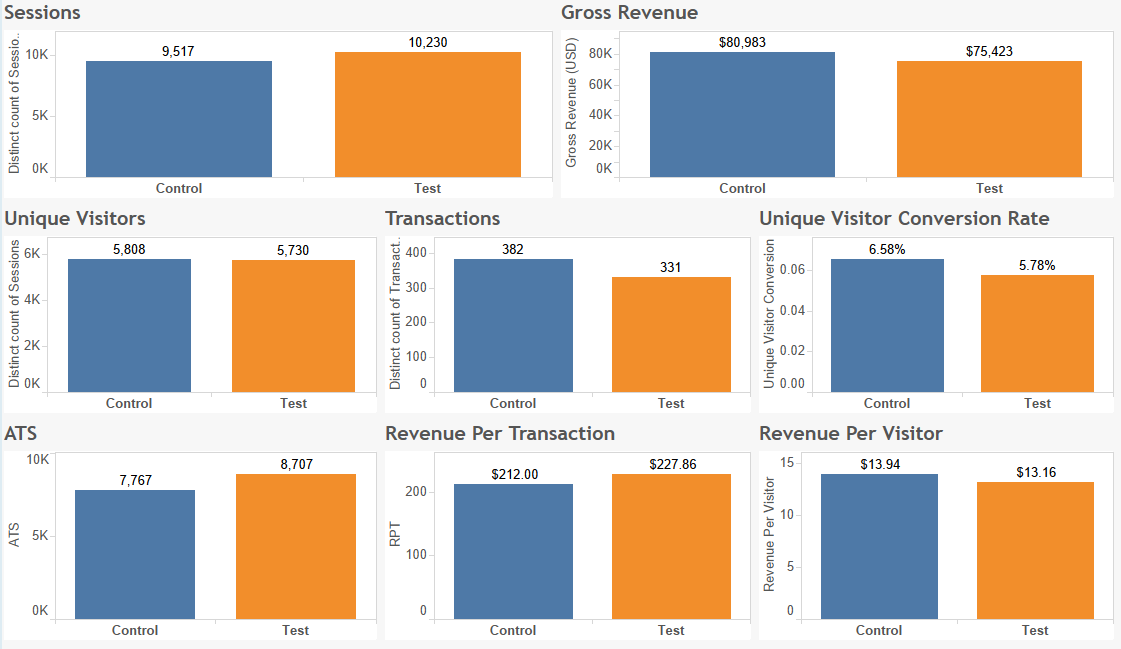 Sessions
Distinct count of Sessio..
10K
5K
0K
9,517
10,230
Control
Test
Gross Revenue
Gross Revenue (USD)
80K
60K
40K
20K
0K
$80,983
$75,423
Control
Test
Unique Visitors
Distinct count of Sessions
6K
4K
2K
0K
5,808
5,730
Control
Test
Transactions
Distinct count of Transact..
400
300
200
100
0
382
331
Control
Test
Unique Visitor Conversion Rate
Unique Visitor Conversion
0.06
0.04
0.02
0.00
6.58%
5.78%
Control
Test
ATS
ATS
10K
5K
0K
7,767
8,707
Control
Test
Revenue Per Transaction
RPT
200
100
0
$212.00
$227.86
Control
Test
Revenue Per Visitor
Revenue Per Visitor
15
10
5
0
$13.94
$13.16
Control
Test